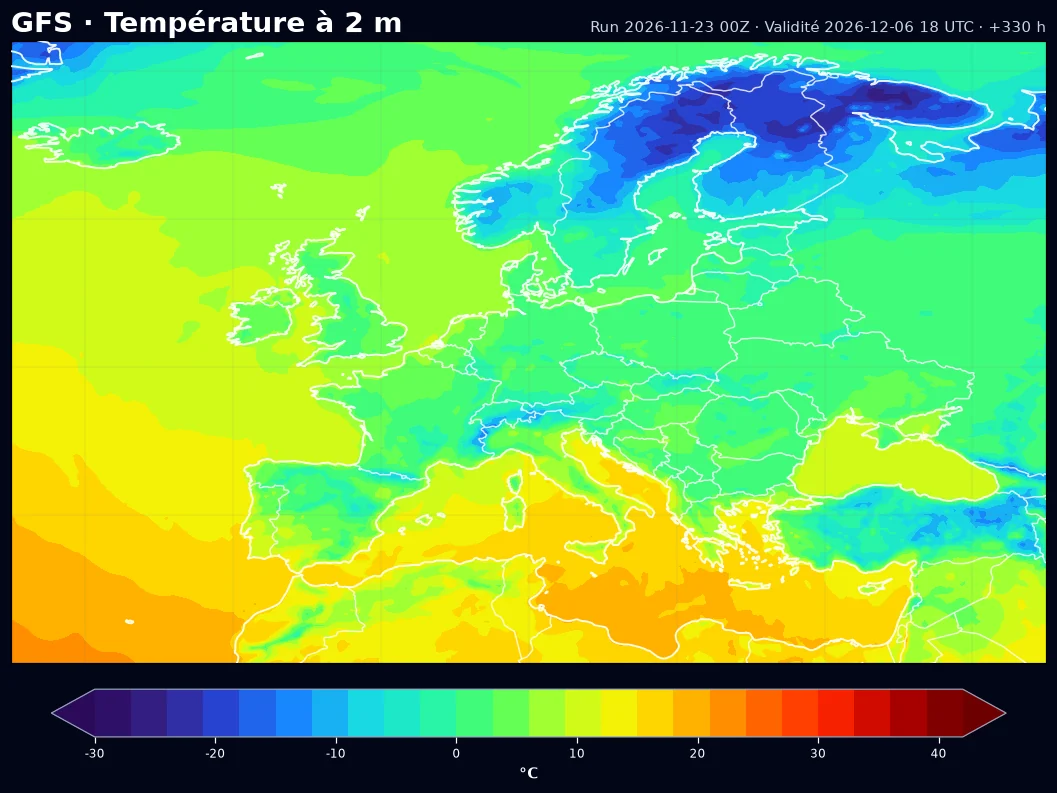 GFS · Température à 2 m
Run 2026-11-23 00Z · Validité 2026-12-06 18 UTC · +330 h
-30 -20 -10 0 10 20 30 40
°C